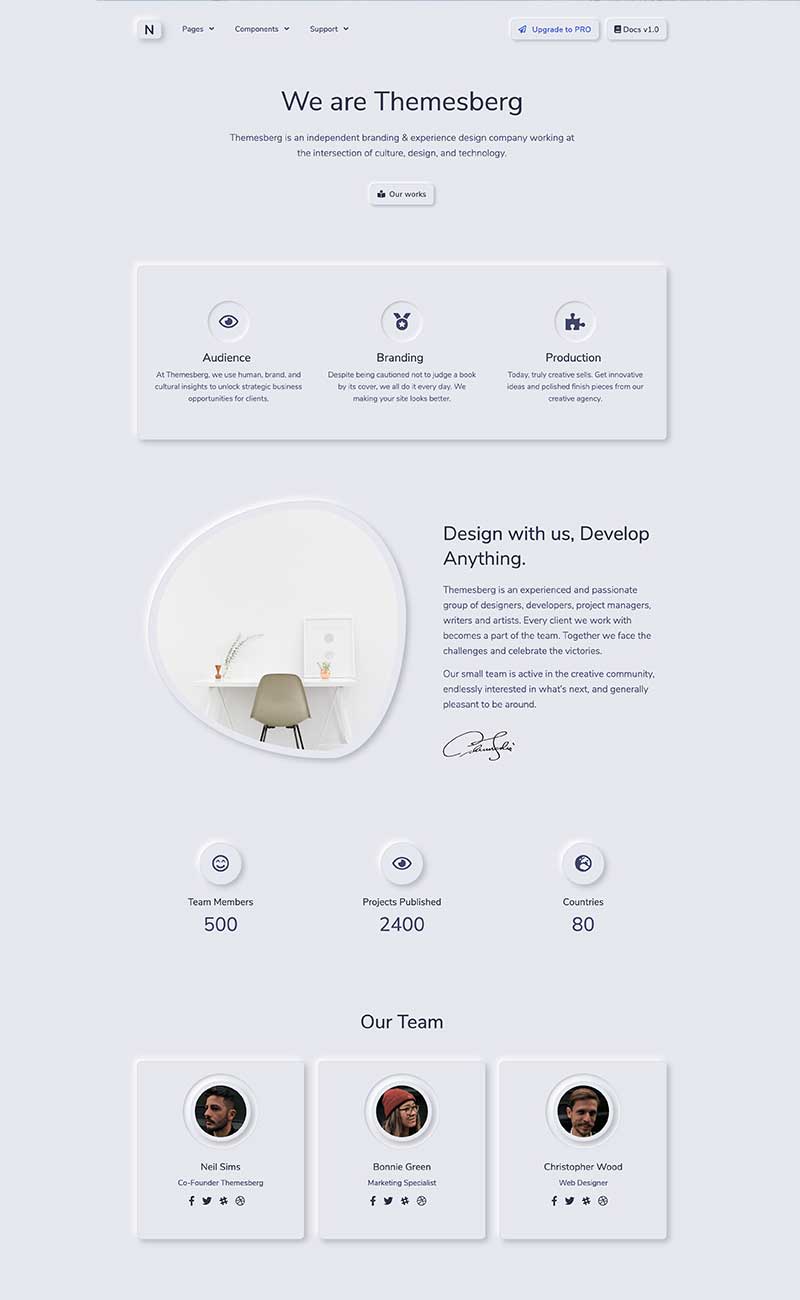 N Pages Components Support Upgrade to PRO Docs v1.0
We are Themesberg
Themesberg is an independent branding & experience design company working at
the intersection of culture, design, and technology.
Our works
Audience
At Themesberg, we use human, brand, and
cultural insights to unlock strategic business
opportunities for clients.
Branding
Despite being cautioned not to judge a book
by its cover, we all do it every day. We
making your site looks better.
Production
Today, truly creative sells. Get innovative
ideas and polished finish pieces from our
creative agency.
Design with us, Develop
Anything.
Themesberg is an experienced and passionate
group of designers, developers, project managers,
writers and artists. Every client we work with
becomes a part of the team. Together we face the
challenges and celebrate the victories.
Our small team is active in the creative community,
endlessly interested in what's next, and generally
pleasant to be around.
Team Members
500
Projects Published
2400
Countries
80
Our Team
Neil Sims
Co-Founder Themesberg
Bonnie Green
Marketing Specialist
Christopher Wood
Web Designer